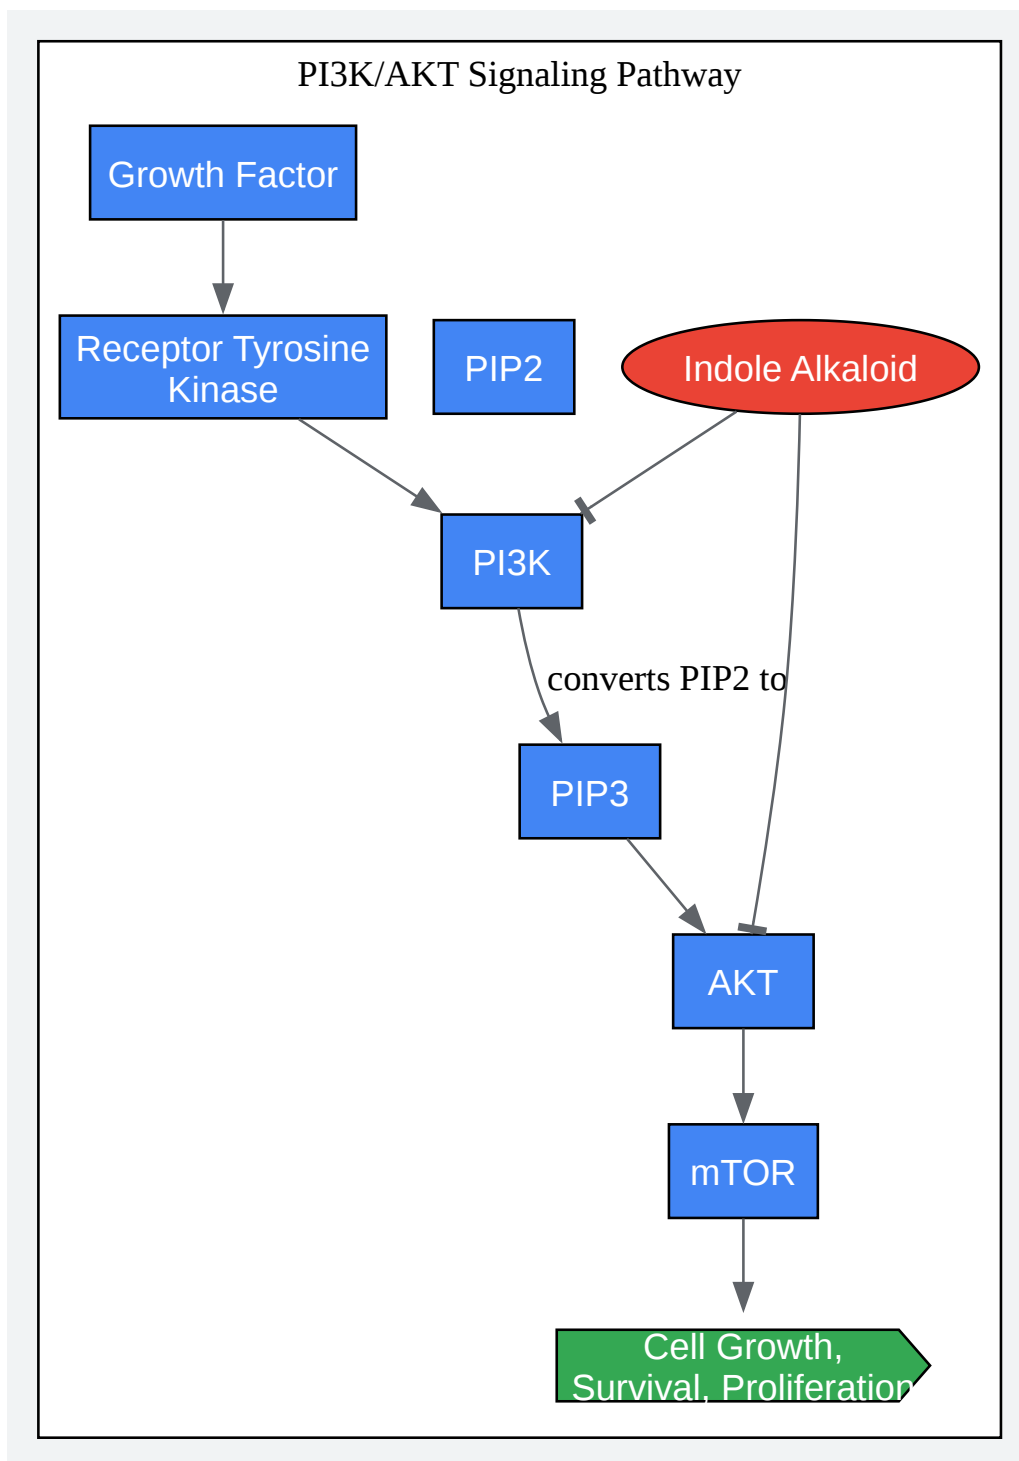 PI3K/AKT Signaling Pathway
Growth Factor
Receptor Tyrosine
Kinase
PIP2
Indole Alkaloid
PI3K
converts PIP2 to
PIP3
AKT
mTOR
Cell Growth,
Survival, Proliferation